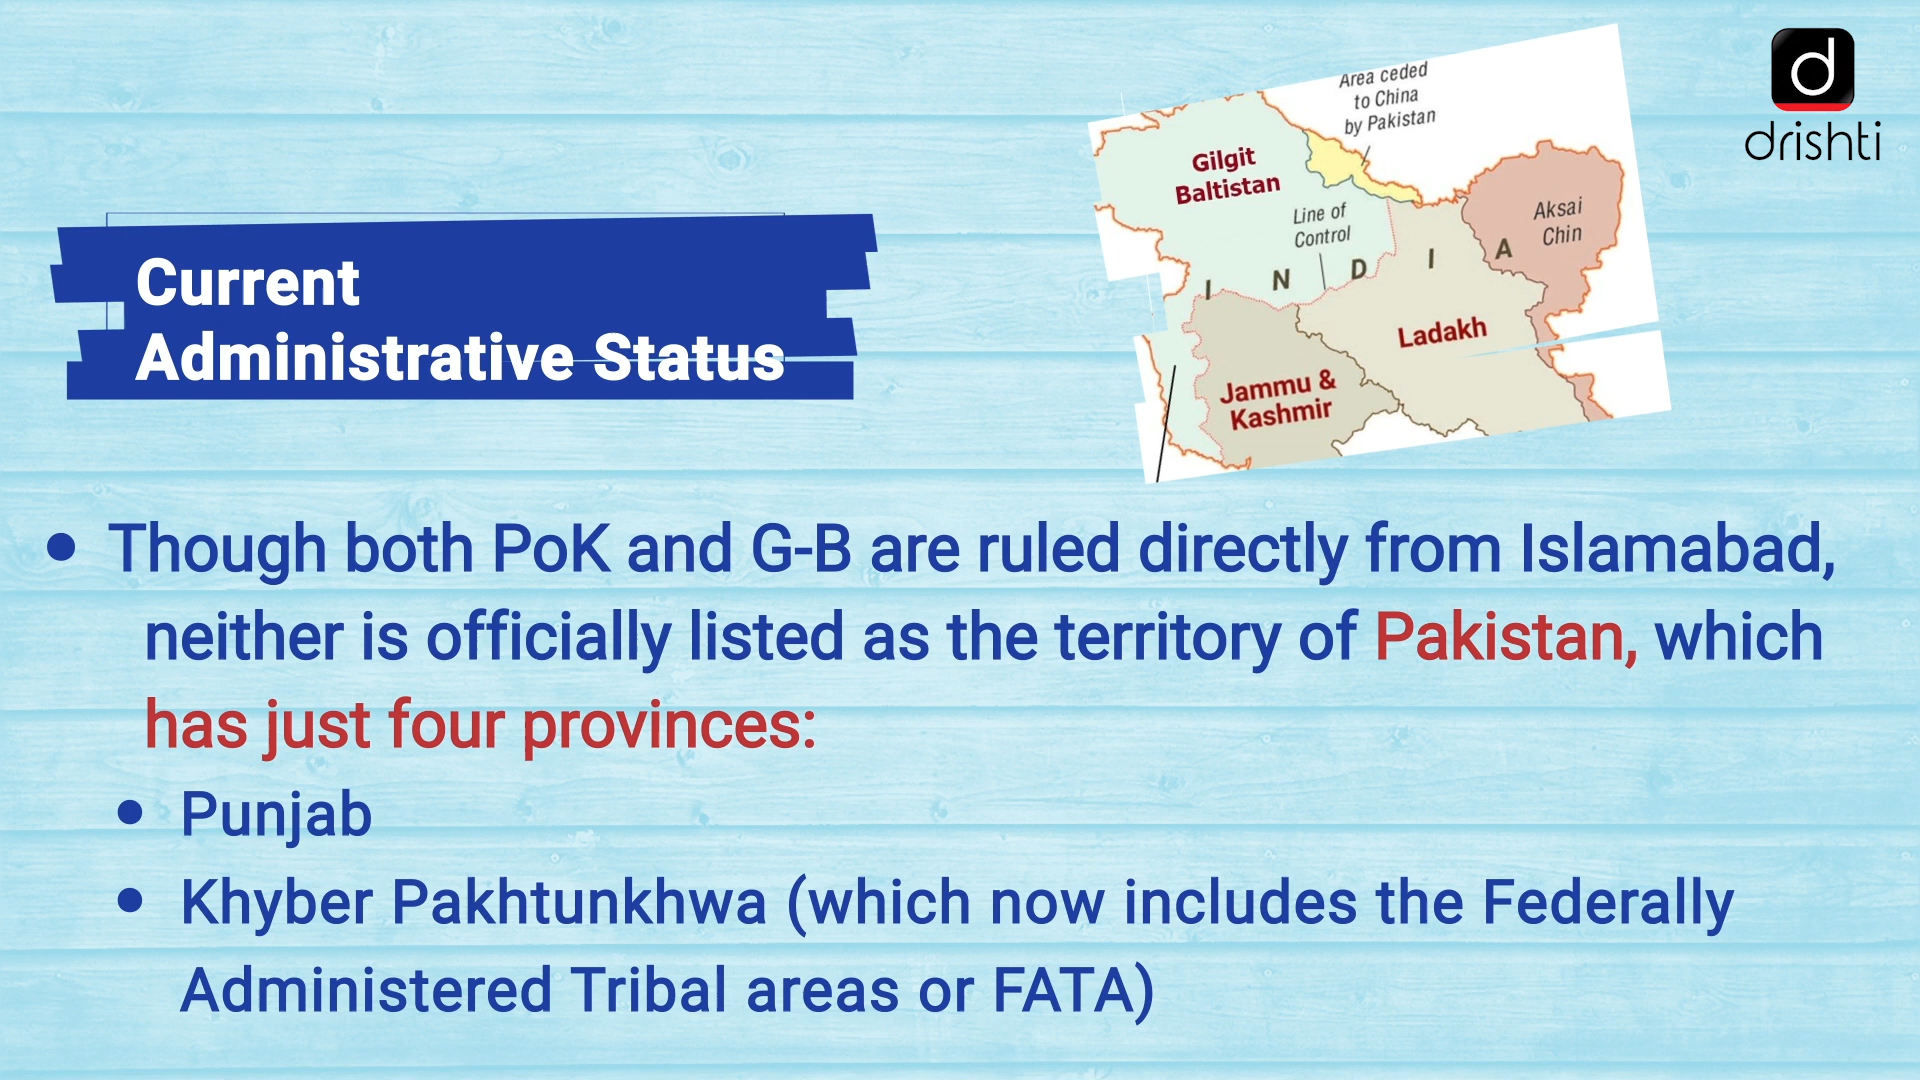 d
drishti
Area ceded
to China
by Pakistan
Gilgit
Baltistan
Line of
Control
Aksai
Chin
I N D I A
Ladakh
Jammu &
Kashmir
Current
Administrative Status
• Though both PoK and G-B are ruled directly from Islamabad,
neither is officially listed as the territory of Pakistan, which
has just four provinces:
• Punjab
• Khyber Pakhtunkhwa (which now includes the Federally
Administered Tribal areas or FATA)